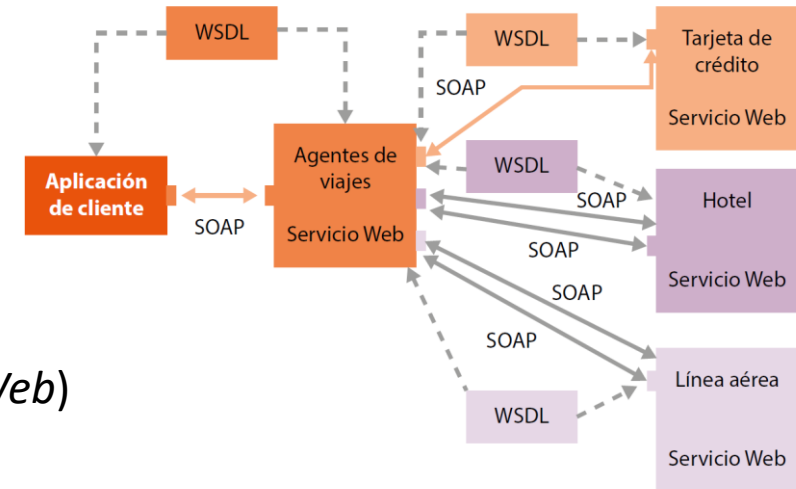 WSDL
WSDL
Tarjeta de
crédito
Servicio Web
SOAP
Aplicación
de cliente
SOAP
Agentes de
viajes
Servicio Web
WSDL
SOAP
SOAP
Hotel
Servicio Web
SOAP
SOAP
WSDL
Línea aérea
Servicio Web
Web)